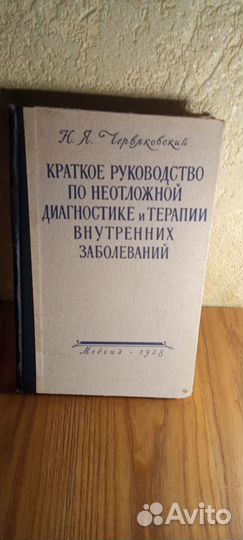 Н. Я. Червяковский
КРАТКОЕ РУКОВОДСТВО
ПО НЕОТЛОЖНОЙ
ДИАГНОСТИКЕ и ТЕРАПИИ
ВНУТРЕННИХ
ЗАБОЛЕВАНИЙ
Медгиз • 1958
Avito